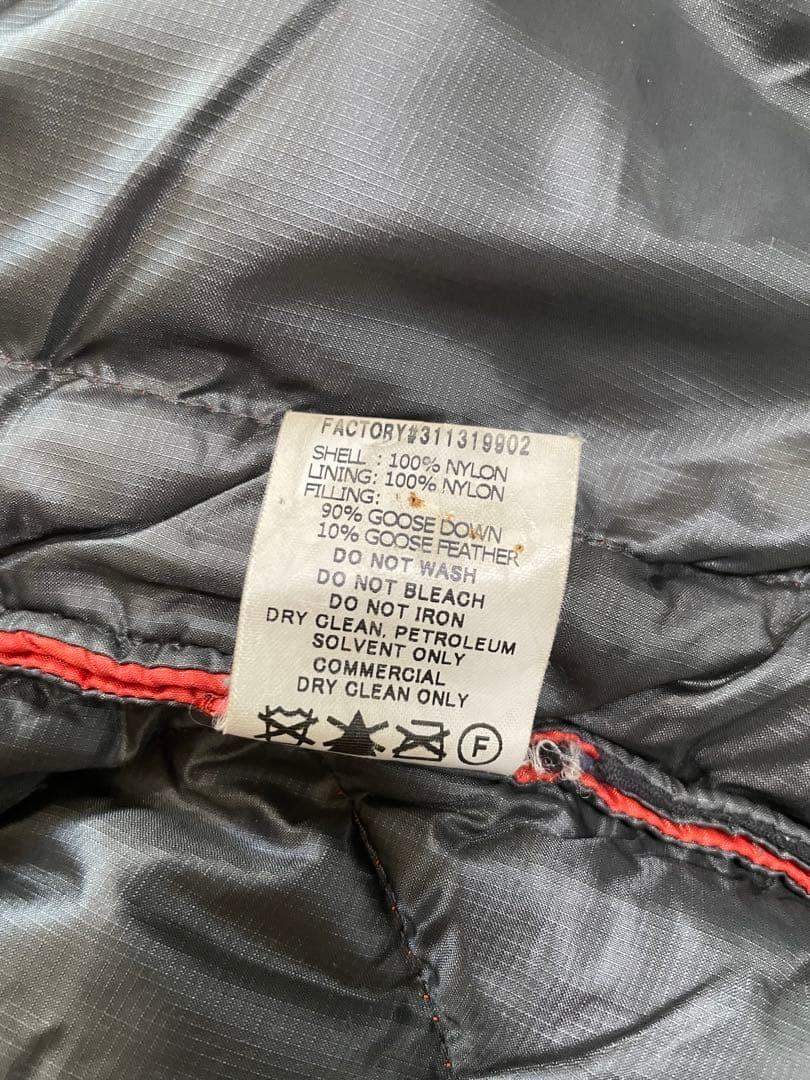 FACTORY#311319902
SHELL : 100% NYLON
LINING: 100% NYLON
FILLING:
90% GOOSE DOWN
10% GOOSE FEATHER
DO NOT WASH
DO NOT BLEACH
DO NOT IRON
DRY CLEAN, PETROLEUM
SOLVENT ONLY
COMMERCIAL
DRY CLEAN ONLY
F